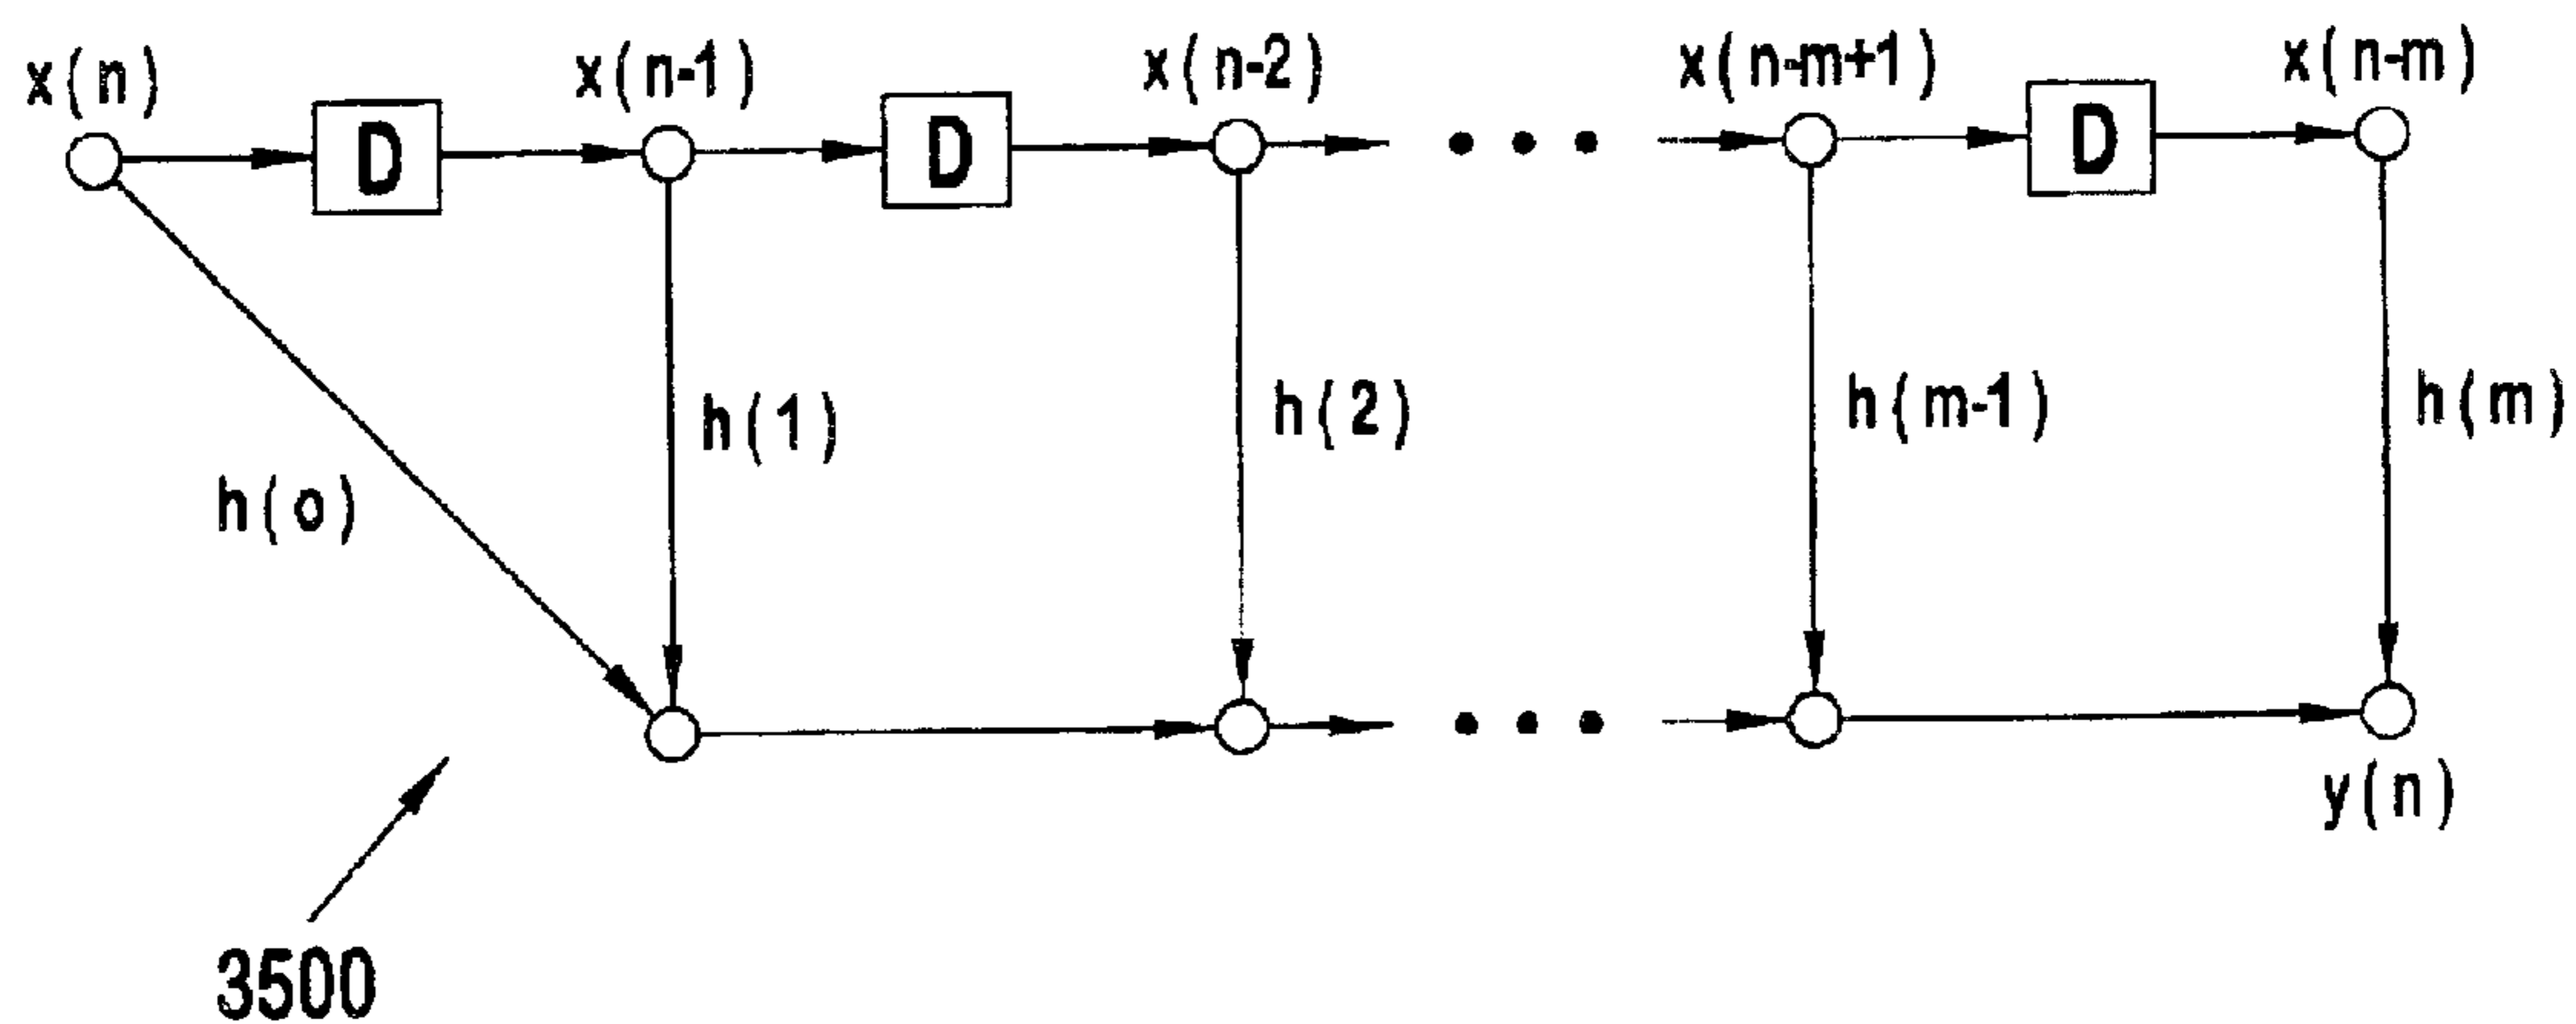 x(n) x(n-1) x(n-2) x(n-m+1) x(n-m)
D D D
h(o) h(1) h(2) h(m-1) h(m)
y(n)
3500